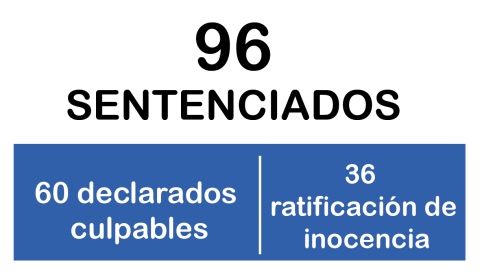 96
SENTENCIADOS
60 declarados
culpables
36
ratificación de
inocencia